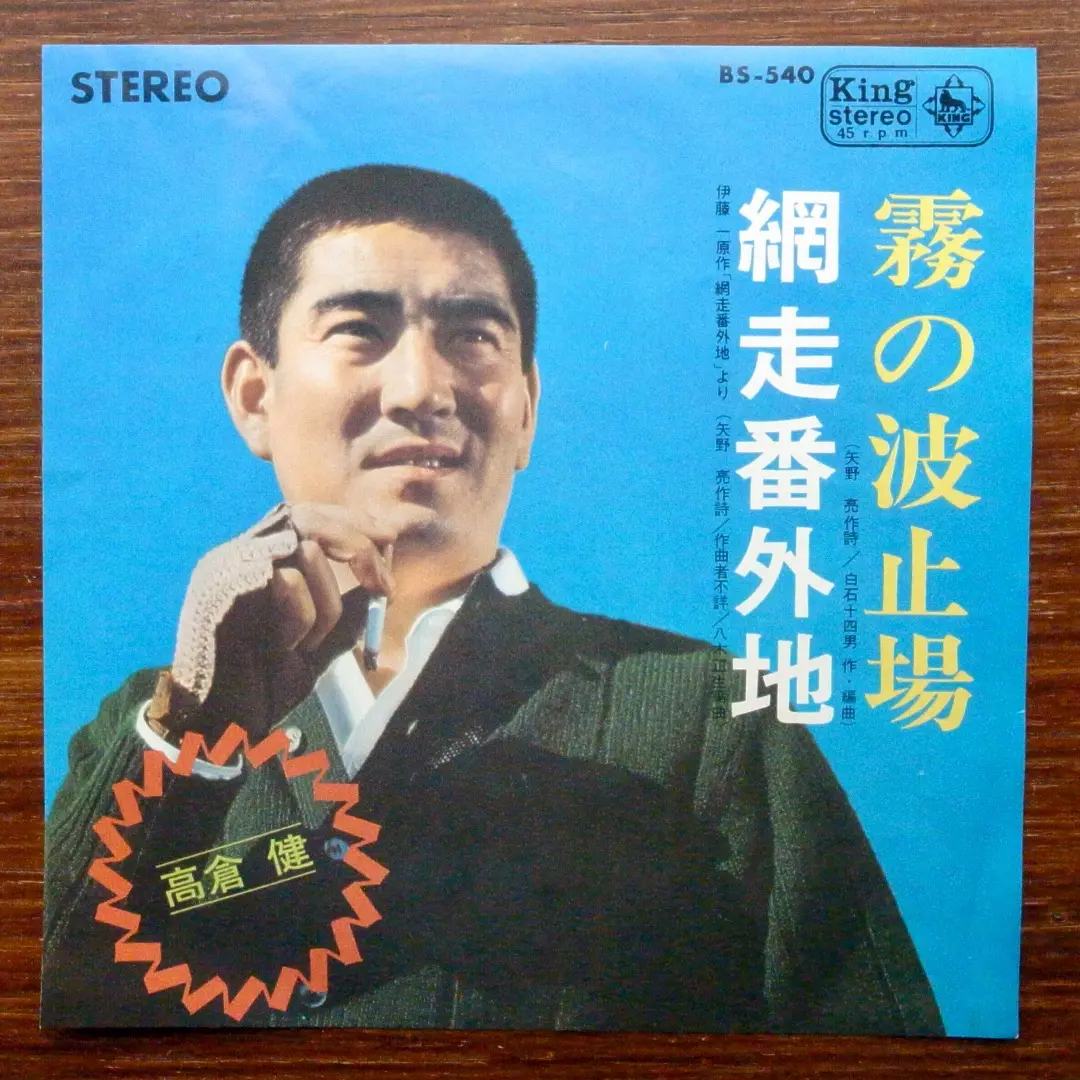 STEREO
BS-540
King
stereo
45 rpm
KING
霧の波止場
(矢野 亮作詩／白石十四男 作・編曲)
網走番外地
伊藤 一原作「網走番外地」より (矢野 亮作詩／作曲者不詳／八木正生編曲
高倉 健